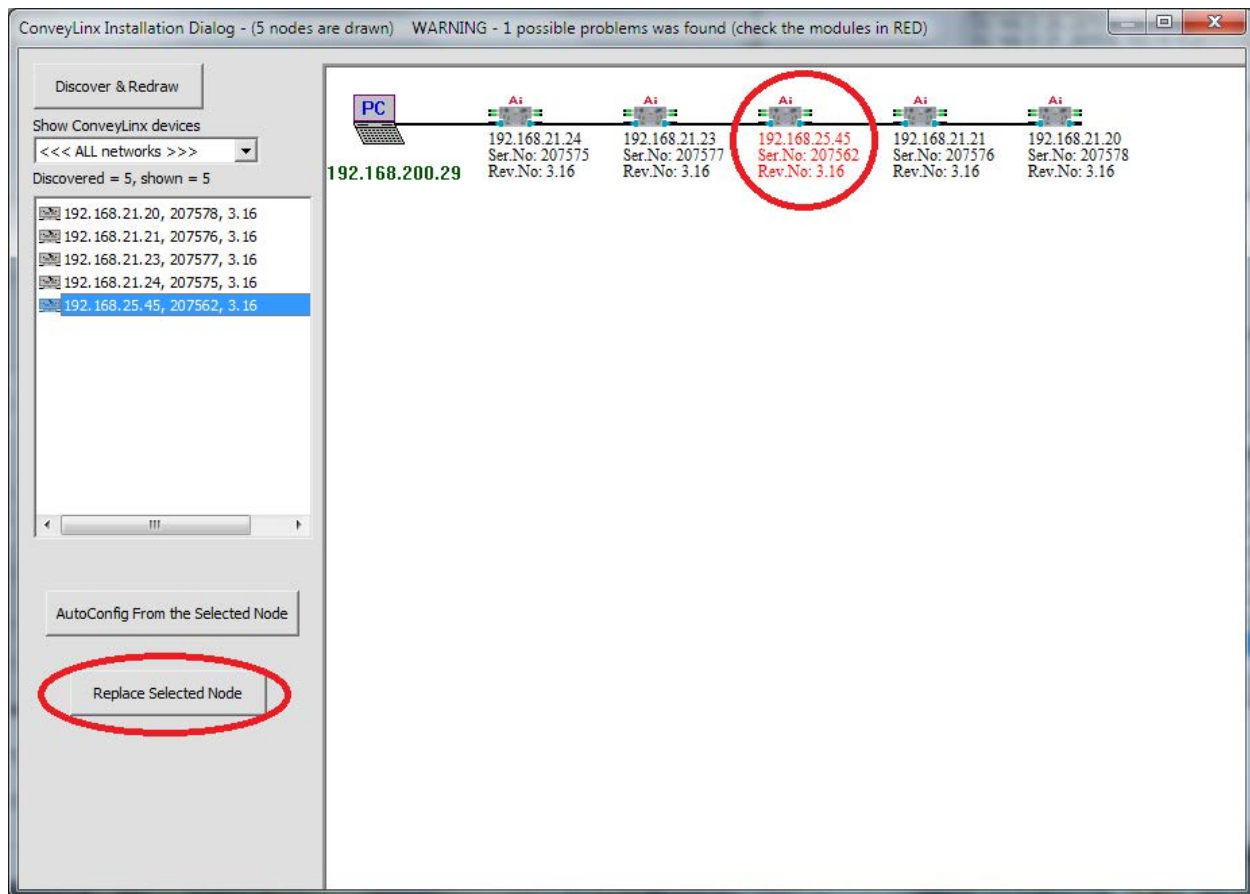 ConveyLinx Installation Dialog - (5 nodes are drawn) WARNING - 1 possible problems was found (check the modules in RED)
Discover & Redraw
Show ConveyLinx devices
<<< ALL networks >>>
Discovered = 5, shown = 5
192.168.21.20, 207578, 3.16
192.168.21.21, 207576, 3.16
192.168.21.23, 207577, 3.16
192.168.21.24, 207575, 3.16
192.168.25.45, 207562, 3.16
AutoConfig From the Selected Node
Replace Selected Node
PC
192.168.200.29
Ai
192.168.21.24
Ser.No: 207575
Rev.No: 3.16
Ai
192.168.21.23
Ser.No: 207577
Rev.No: 3.16
Ai
192.168.25.45
Ser.No: 207562
Rev.No: 3.16
Ai
192.168.21.21
Ser.No: 207576
Rev.No: 3.16
Ai
192.168.21.20
Ser.No: 207578
Rev.No: 3.16